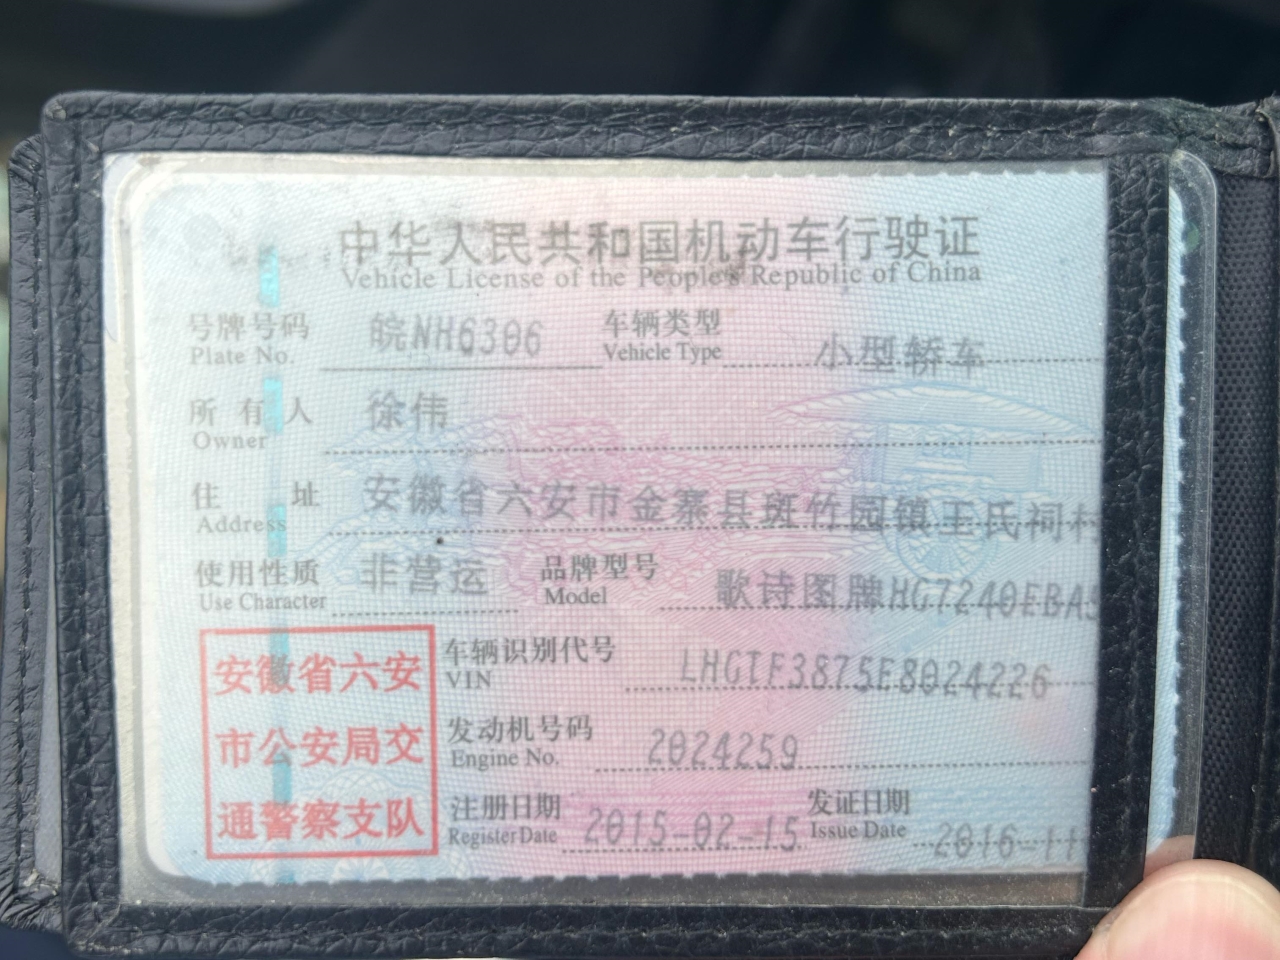 中华人民共和国机动车行驶证
Vehicle License of the People's Republic of China
号牌号码 皖NH6306 车辆类型 小型轿车
Plate No. Vehicle Type
所有人 徐伟
Owner
住址 安徽省六安市金寨县斑竹园镇王氏祠村
Address
使用性质 非营运 品牌型号 歌诗图牌HG7240EBA
Use Character Model
安徽省六安
市公安局交
通警察支队
车辆识别代号 LHGTF3875E8024226
VIN
发动机号码 2024259
Engine No.
注册日期 2015-02-15 发证日期 2016-11
Register Date Issue Date